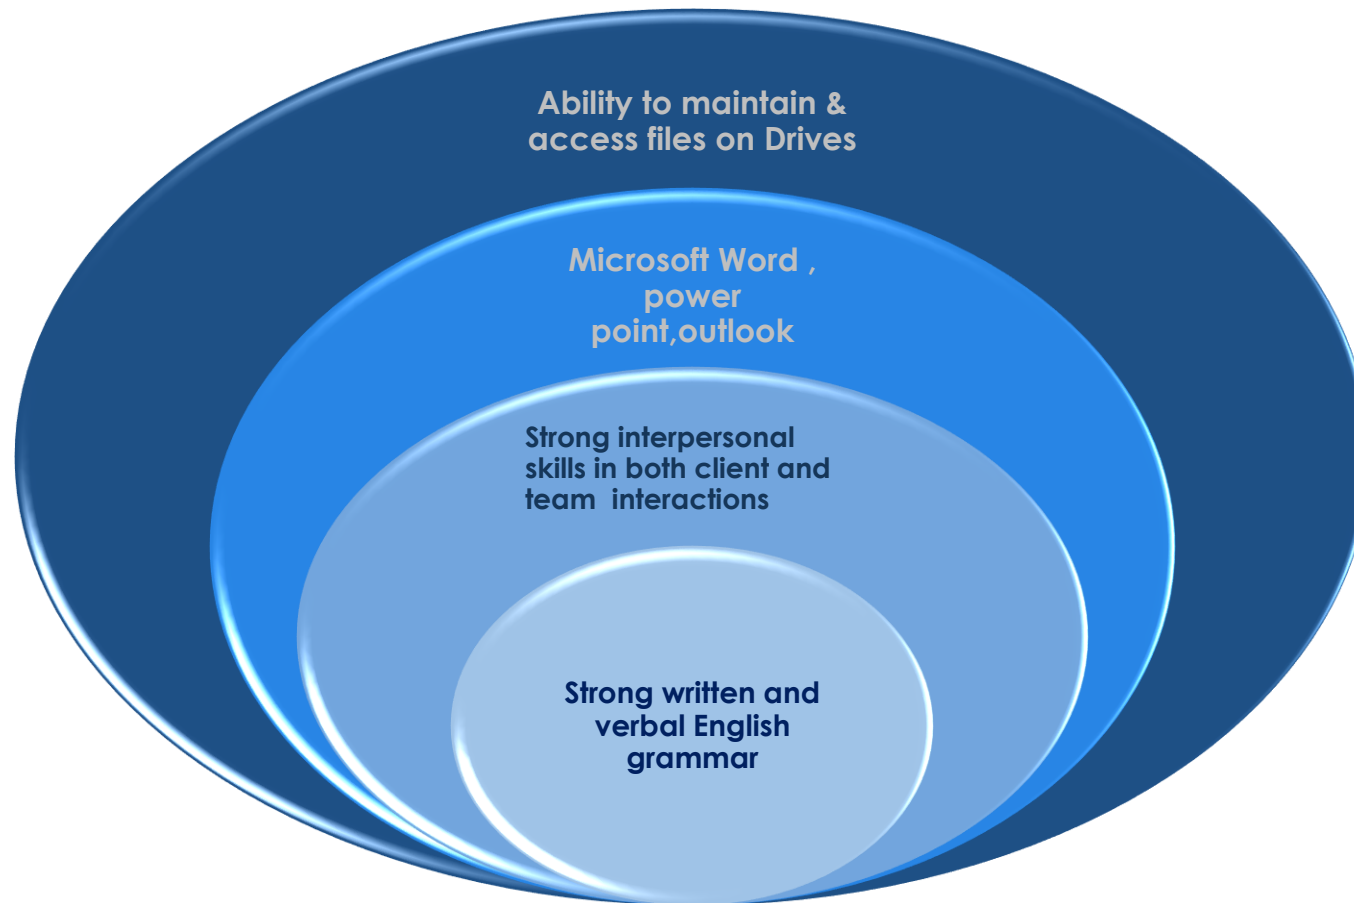 Ability to maintain &
access files on Drives
Microsoft Word ,
power
point,outlook
Strong interpersonal
skills in both client and
team  interactions
Strong written and
verbal English
grammar